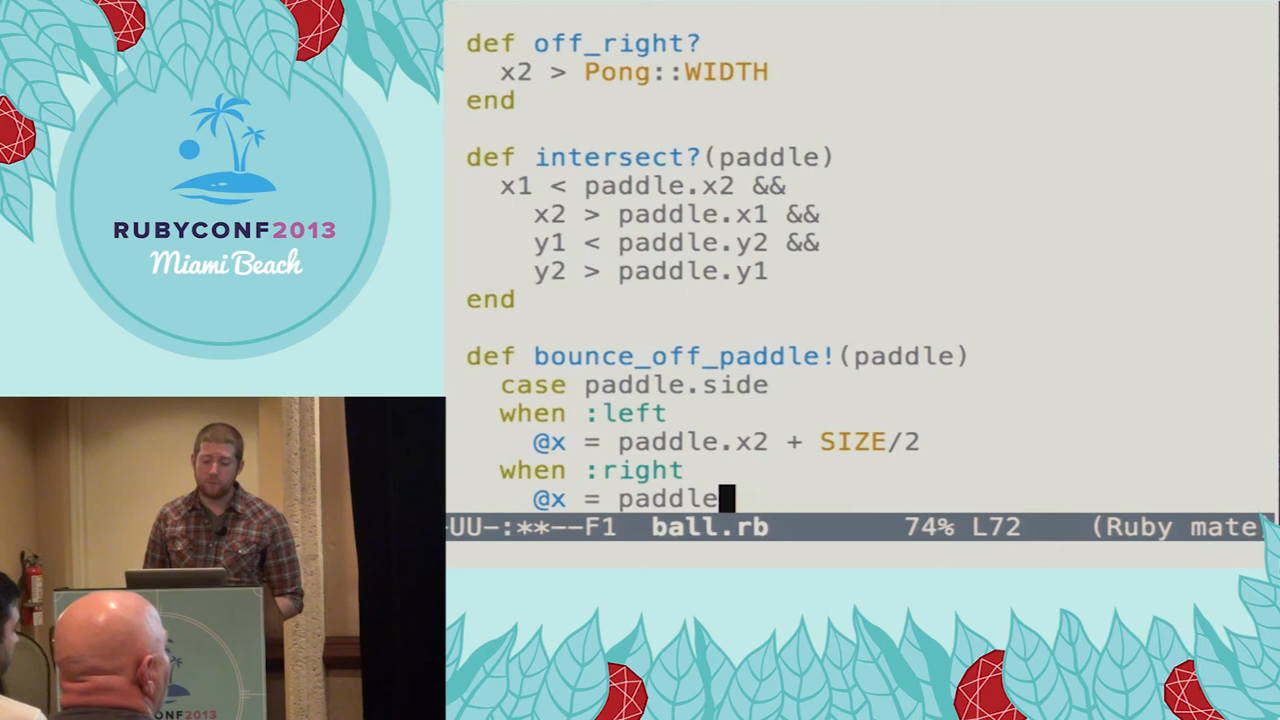 RUBYCONF2013
Miami Beach
def off_right?
x2 > Pong::WIDTH
end
def intersect?(paddle)
x1 < paddle.x2 &&
x2 > paddle.x1 &&
y1 < paddle.y2 &&
y2 > paddle.y1
end
def bounce_off_paddle!(paddle)
case paddle.side
when :left
@x = paddle.x2 + SIZE/2
when :right
@x = paddle
-UU-:**--F1 ball.rb 74% L72 (Ruby mate
CONF2013